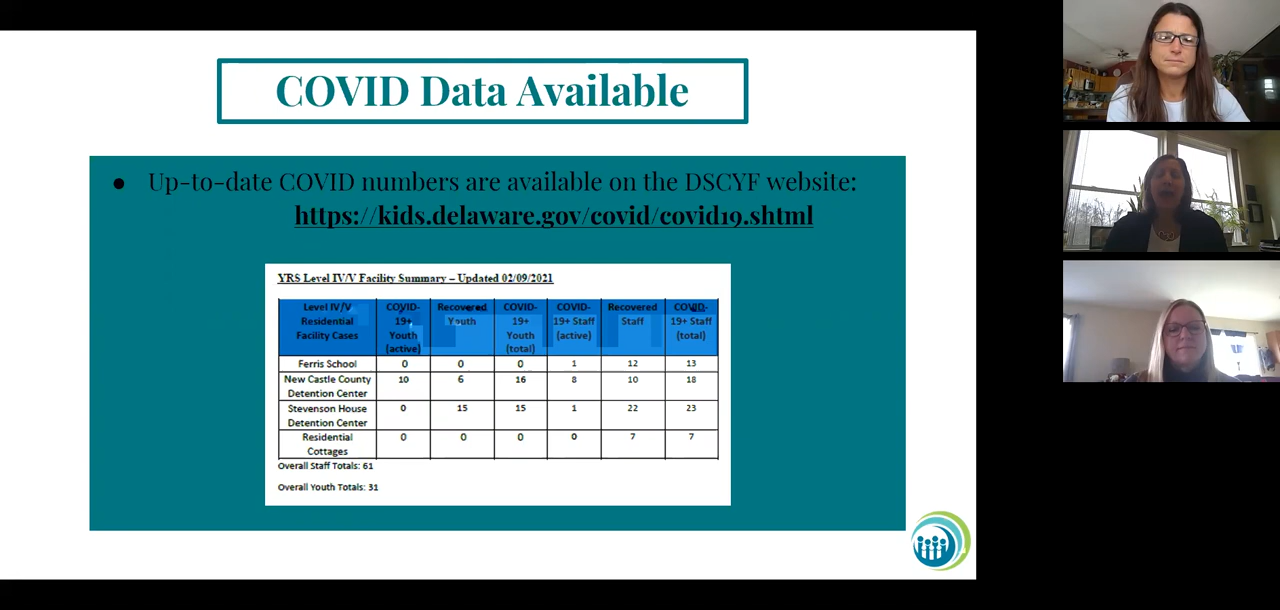 COVID Data Available
● Up-to-date COVID numbers are available on the DSCYF website:
https://kids.delaware.gov/covid/covid19.shtml
YRS Level IV/V Facility Summary – Updated 02/09/2021
Level IV/V Residential Facility Cases | COVID-19+ Youth (active) | Recovered Youth | COVID-19+ Youth (total) | COVID-19+ Staff (active) | Recovered Staff | COVID-19+ Staff (total)
Ferris School | 0 | 0 | 0 | 1 | 12 | 13
New Castle County Detention Center | 10 | 6 | 16 | 8 | 10 | 18
Stevenson House Detention Center | 0 | 15 | 15 | 1 | 22 | 23
Residential Cottages | 0 | 0 | 0 | 0 | 7 | 7
Overall Staff Totals: 61
Overall Youth Totals: 31